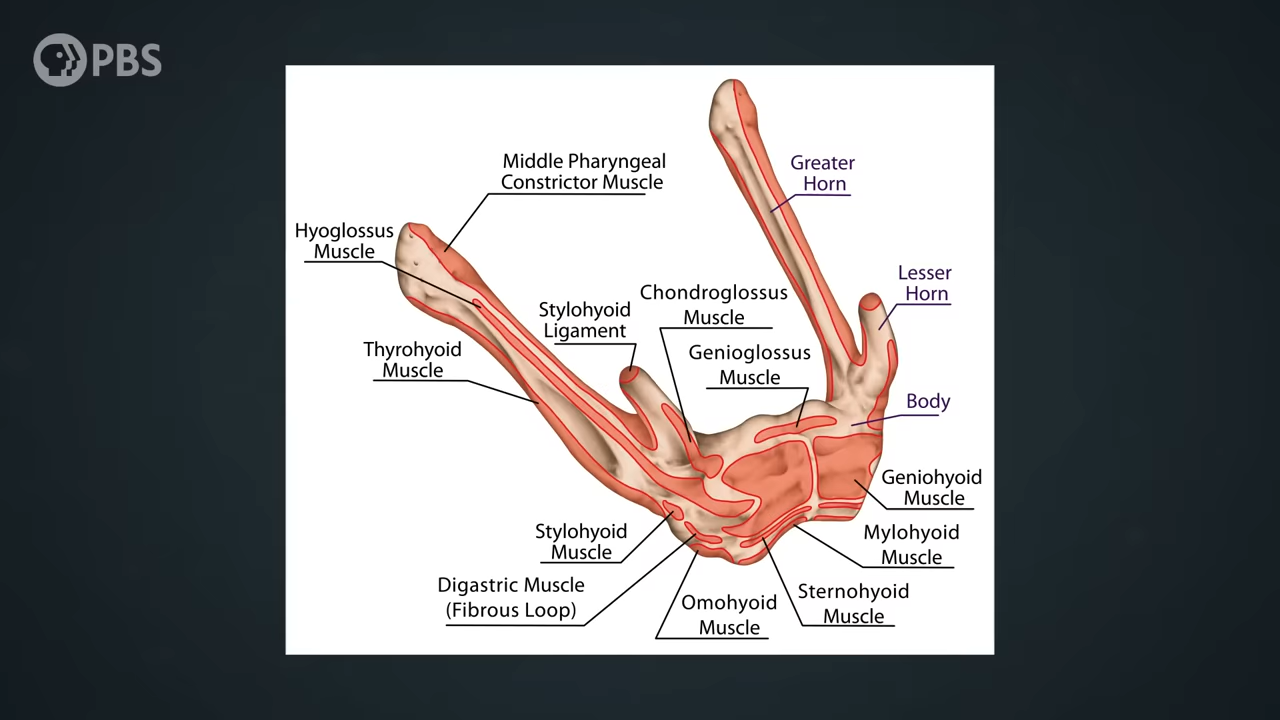 PBS
Middle Pharyngeal
Constrictor Muscle
Greater
Horn
Hyoglossus
Muscle
Lesser
Horn
Chondroglossus
Muscle
Stylohyoid
Ligament
Thyrohyoid
Muscle
Genioglossus
Muscle
Body
Geniohyoid
Muscle
Stylohyoid
Muscle
Mylohyoid
Muscle
Digastric Muscle
(Fibrous Loop)
Omohyoid
Muscle
Sternohyoid
Muscle